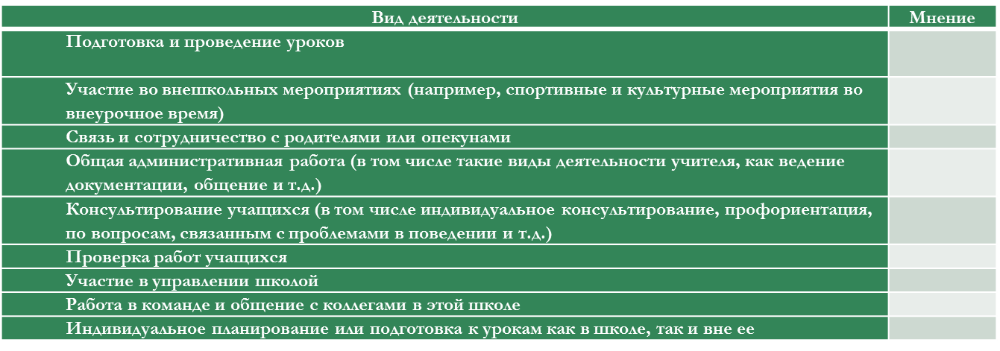 Вид деятельности
Мнение
Подготовка и проведение уроков
Участие во внешкольных мероприятиях (например, спортивные и культурные мероприятия во
внеурочное время)
Связь и сотрудничество с родителями или опекунами
Общая административная работа (в том числе такие виды деятельности учителя, как ведение
документации, общение и т.д.)
Консультирование учащихся (в том числе индивидуальное консультирование, профориентация,
по вопросам, связанным с проблемами в поведении и т.д.)
Проверка работ учащихся
Участие в управлении школой
Работа в команде и общение с коллегами в этой школе
Индивидуальное планирование или подготовка к урокам как в школе, так и вне ее